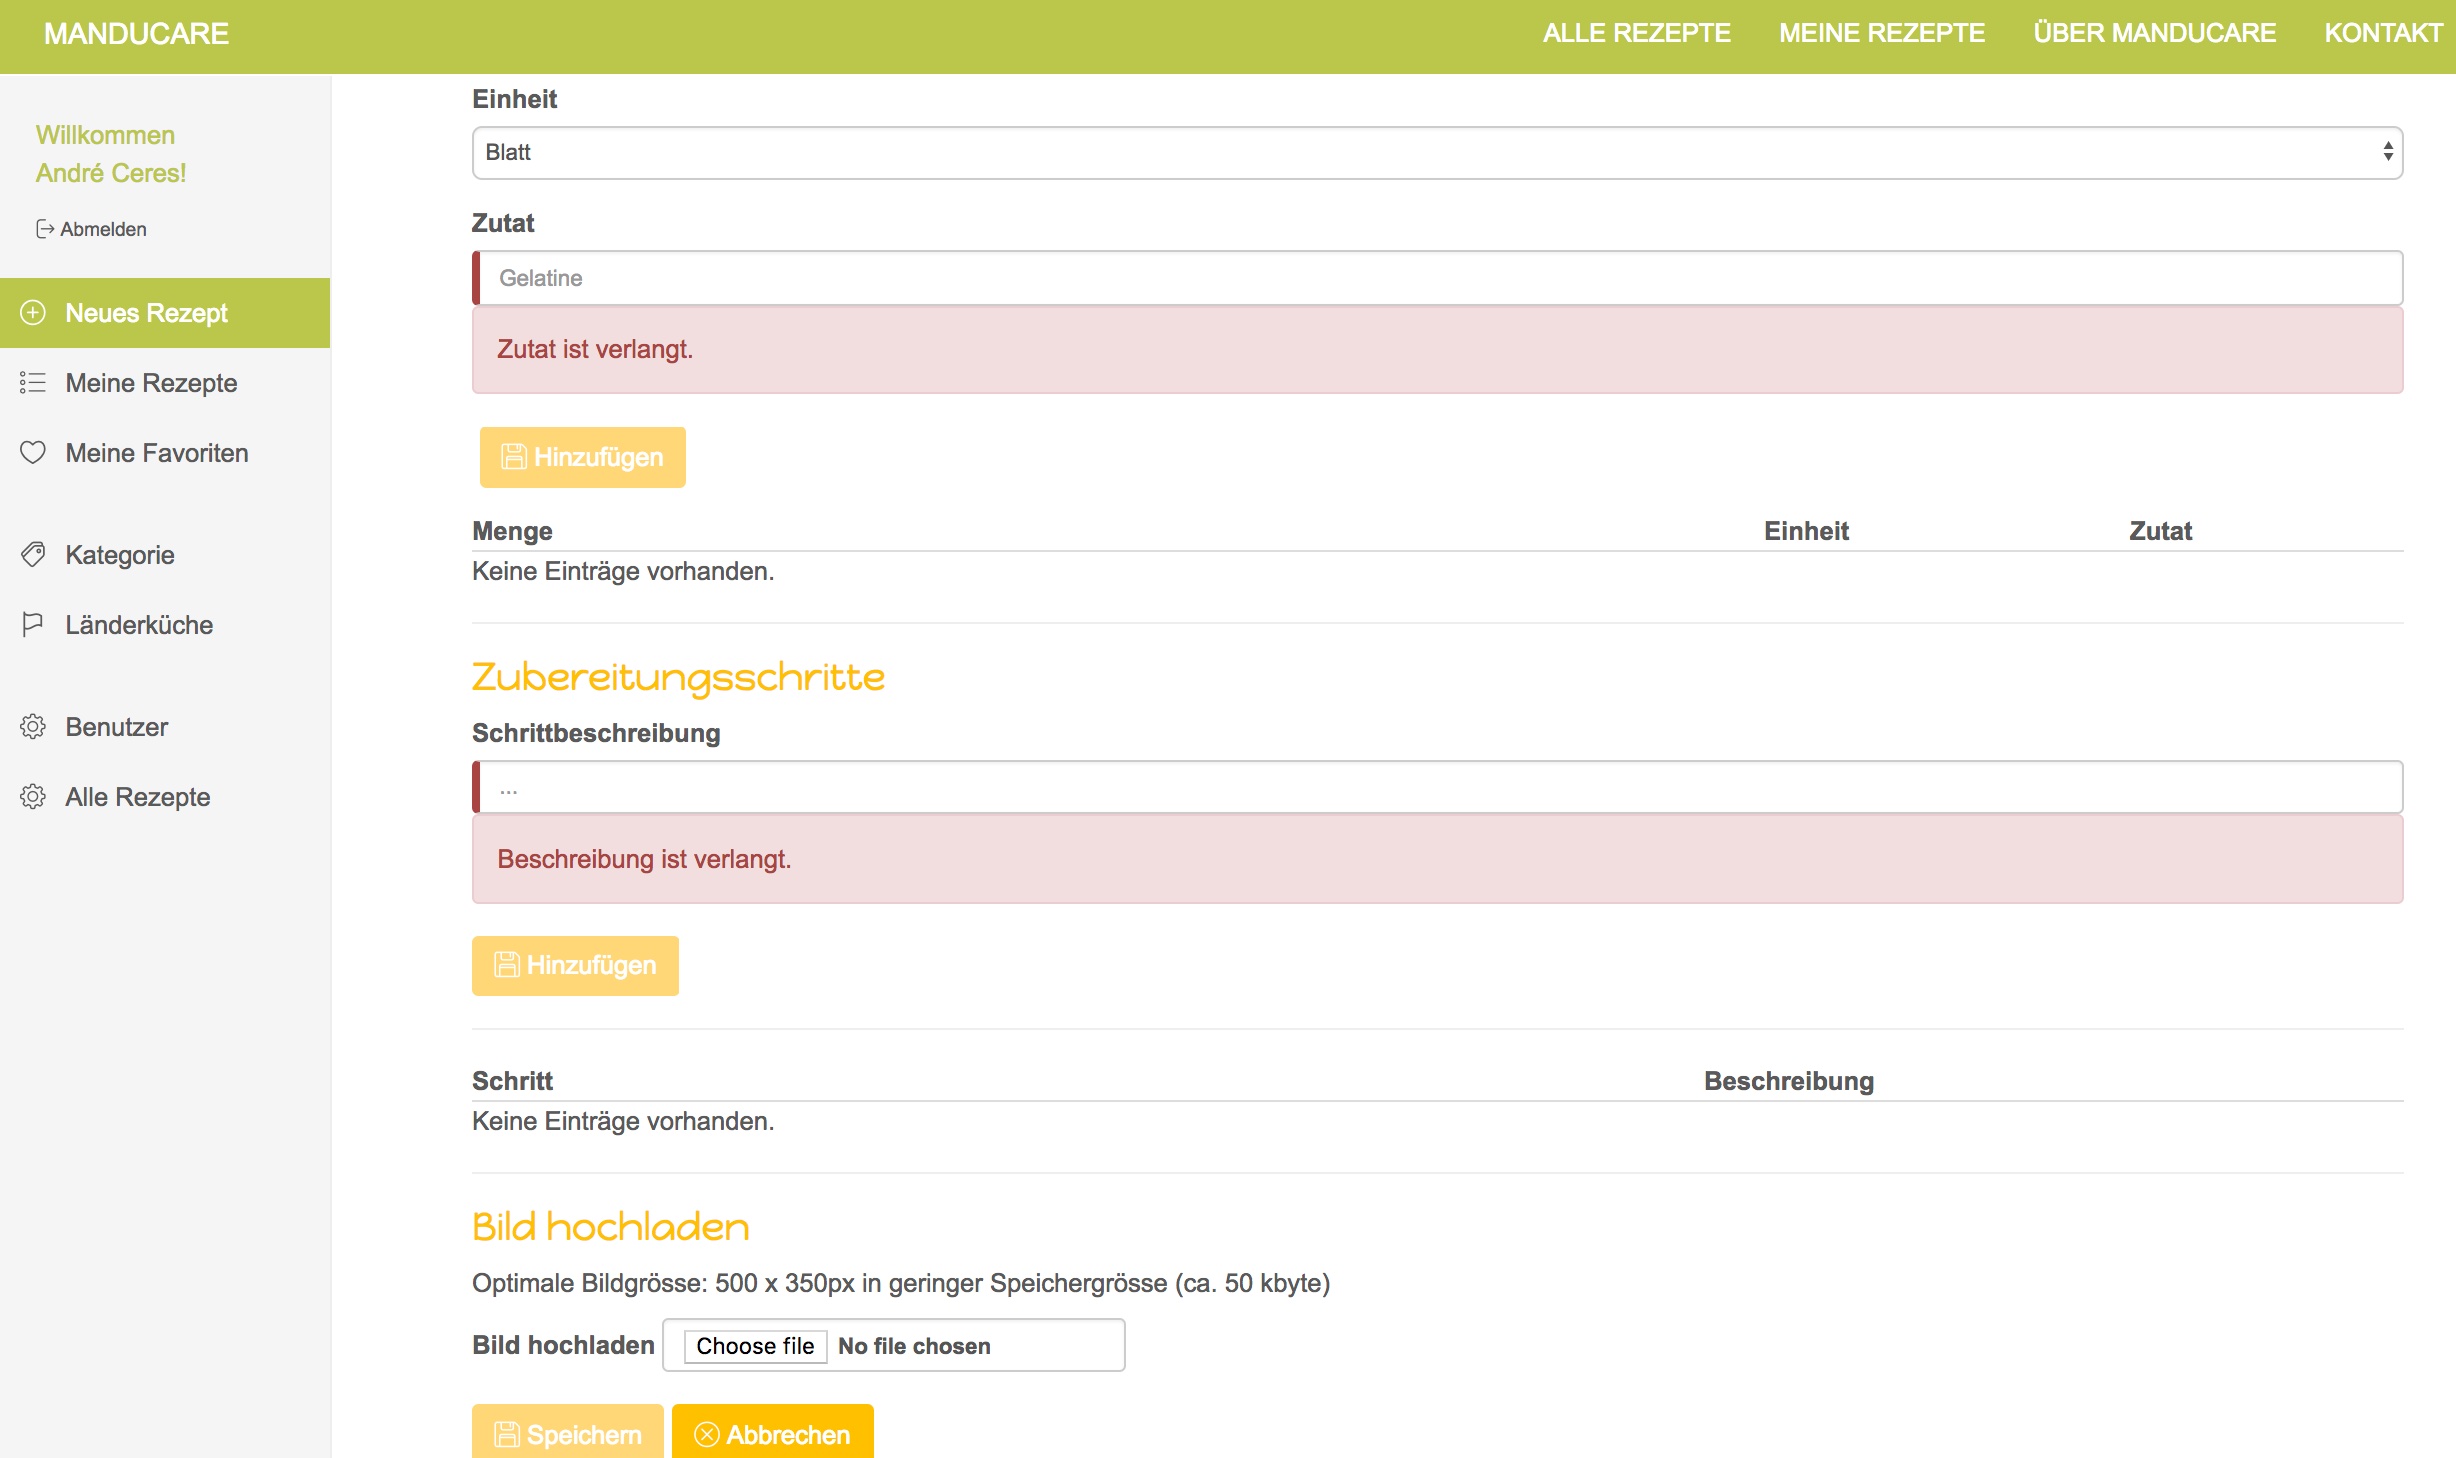 MANDUCARE
ALLE REZEPTE MEINE REZEPTE ÜBER MANDUCARE KONTAKT
Willkommen
André Ceres!
Abmelden
Neues Rezept
Meine Rezepte
Meine Favoriten
Kategorie
Länderküche
Benutzer
Alle Rezepte
Einheit
Blatt
Zutat
Gelatine
Zutat ist verlangt.
Hinzufügen
Menge Einheit Zutat
Keine Einträge vorhanden.
Zubereitungsschritte
Schrittbeschreibung
...
Beschreibung ist verlangt.
Hinzufügen
Schritt Beschreibung
Keine Einträge vorhanden.
Bild hochladen
Optimale Bildgrösse: 500 x 350px in geringer Speichergrösse (ca. 50 kbyte)
Bild hochladen Choose file No file chosen
Speichern Abbrechen